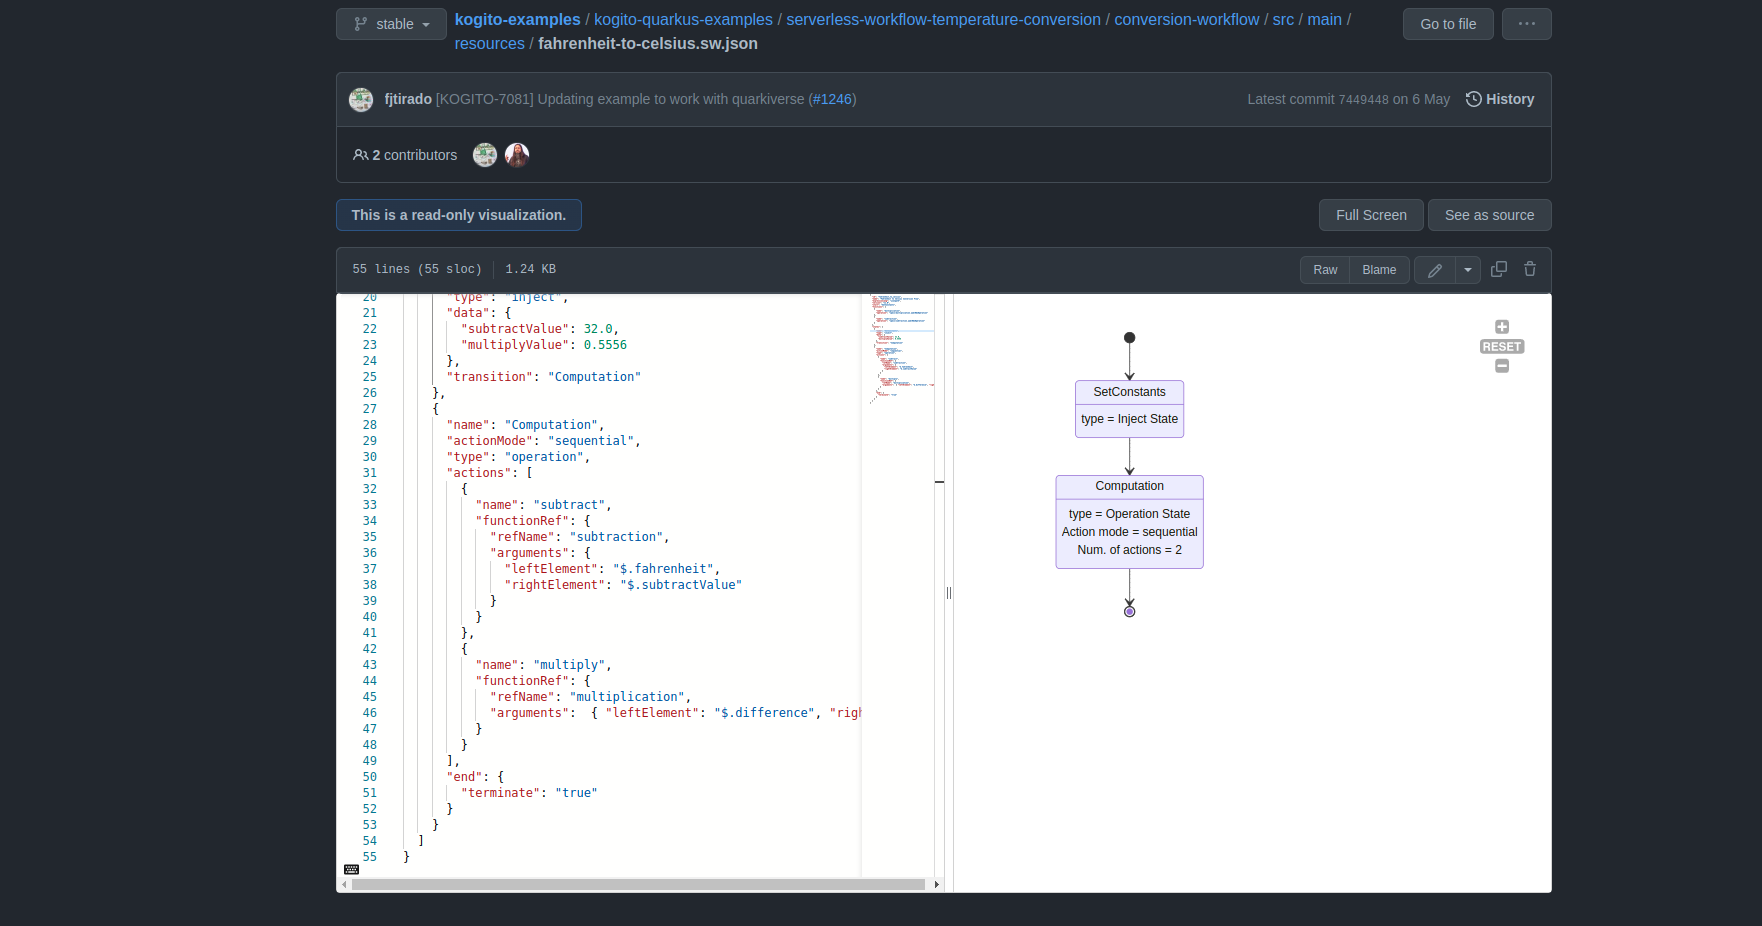 stable
kogito-examples / kogito-quarkus-examples / serverless-workflow-temperature-conversion / conversion-workflow / src / main /
resources / fahrenheit-to-celsius.sw.json
Go to file
···
fjtirado [KOGITO-7081] Updating example to work with quarkiverse (#1246)
Latest commit 7449448 on 6 May
History
2 contributors
This is a read-only visualization.
Full Screen
See as source
55 lines (55 sloc)
1.24 KB
Raw
Blame
20 "type": "inject",
21 "data": {
22 "subtractValue": 32.0,
23 "multiplyValue": 0.5556
24 },
25 "transition": "Computation"
26 },
27 {
28 "name": "Computation",
29 "actionMode": "sequential",
30 "type": "operation",
31 "actions": [
32 {
33 "name": "subtract",
34 "functionRef": {
35 "refName": "subtraction",
36 "arguments": {
37 "leftElement": "$.fahrenheit",
38 "rightElement": "$.subtractValue"
39 }
40 }
41 },
42 {
43 "name": "multiply",
44 "functionRef": {
45 "refName": "multiplication",
46 "arguments":  { "leftElement": "$.difference", "righ
47 }
48 }
49 ],
50 "end": {
51 "terminate": "true"
52 }
53 }
54 ]
55 }
SetConstants
type = Inject State
Computation
type = Operation State
Action mode = sequential
Num. of actions = 2
RESET